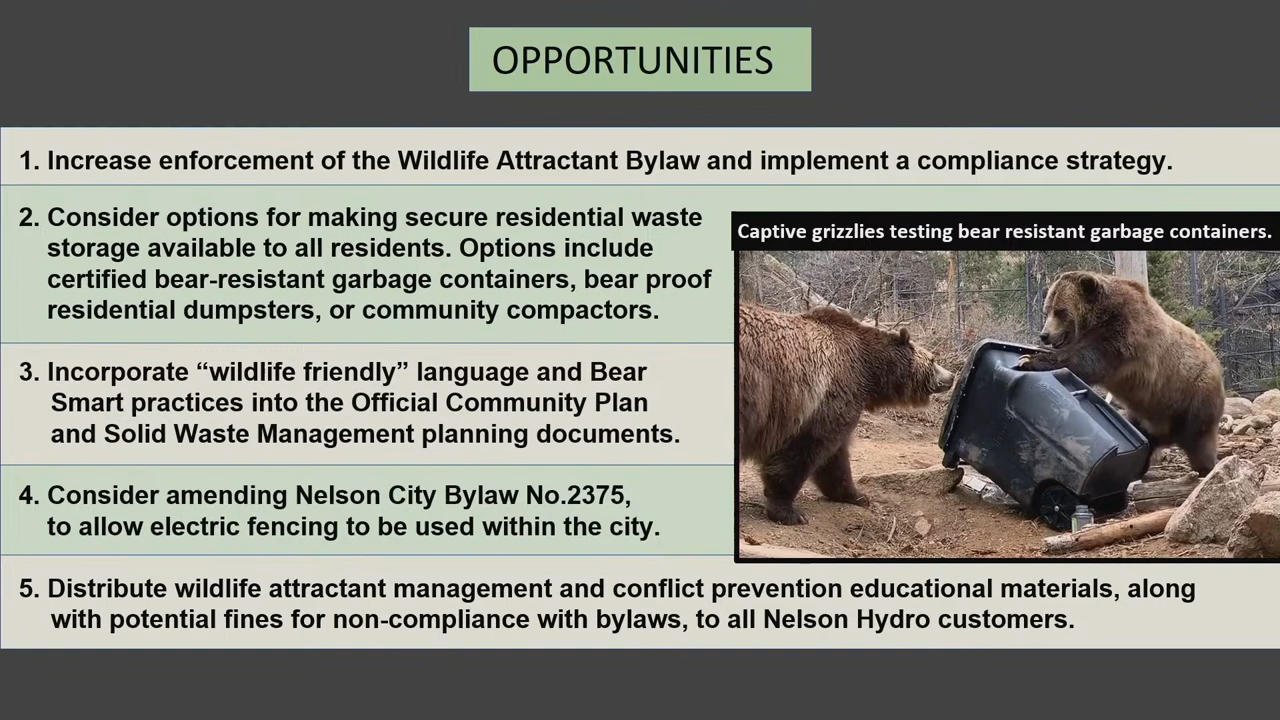 OPPORTUNITIES
1. Increase enforcement of the Wildlife Attractant Bylaw and implement a compliance strategy.
2. Consider options for making secure residential waste
storage available to all residents. Options include
certified bear-resistant garbage containers, bear proof
residential dumpsters, or community compactors.
Captive grizzlies testing bear resistant garbage containers.
3. Incorporate “wildlife friendly” language and Bear
Smart practices into the Official Community Plan
and Solid Waste Management planning documents.
4. Consider amending Nelson City Bylaw No.2375,
to allow electric fencing to be used within the city.
5. Distribute wildlife attractant management and conflict prevention educational materials, along
with potential fines for non-compliance with bylaws, to all Nelson Hydro customers.